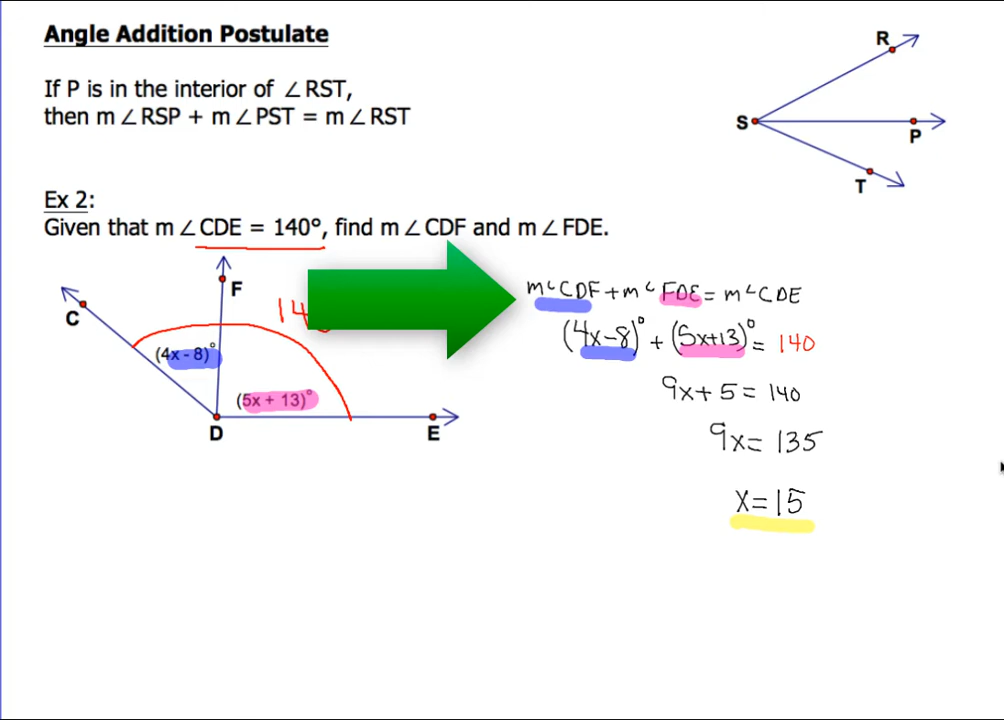 Angle Addition Postulate
R
If P is in the interior of ∠RST,
then m∠RSP + m∠PST = m∠RST
S
P
T
Ex 2:
Given that m∠CDE = 140°, find m∠CDF and m∠FDE.
F
C
(4x - 8)°
(5x + 13)°
D
E
m∠CDF + m∠FDE = m∠CDE
(4x-8)° + (5x+13)° = 140
9x + 5 = 140
9x = 135
x = 15